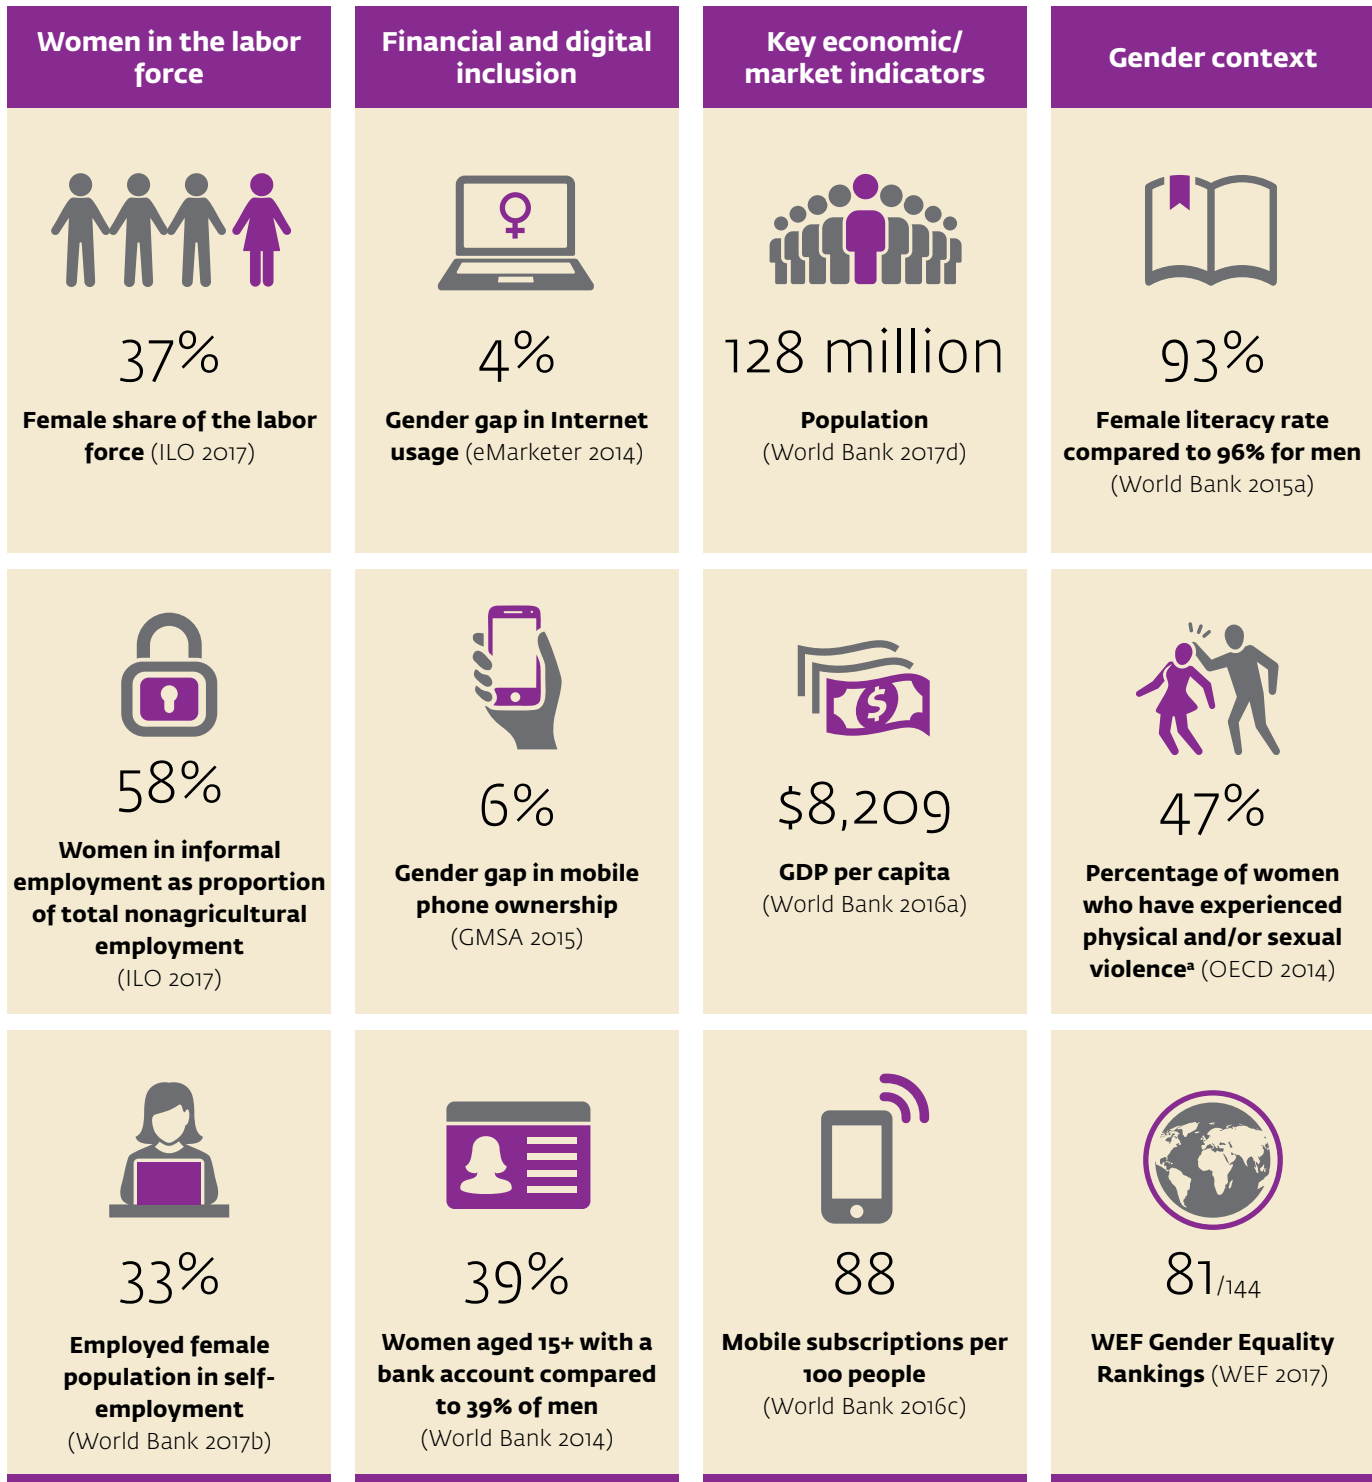 Women in the labor
force
Financial and digital
inclusion
Key economic/
market indicators
Gender context
37%
Female share of the labor
force (ILO 2017)
4%
Gender gap in Internet
usage (eMarketer 2014)
128 million
Population
(World Bank 2017d)
93%
Female literacy rate
compared to 96% for men
(World Bank 2015a)
58%
Women in informal
employment as proportion
of total nonagricultural
employment
(ILO 2017)
6%
Gender gap in mobile
phone ownership
(GMSA 2015)
$
$8,209
GDP per capita
(World Bank 2016a)
47%
Percentage of women
who have experienced
physical and/or sexual
violenceª (OECD 2014)
33%
Employed female
population in self-
employment
(World Bank 2017b)
39%
Women aged 15+ with a
bank account compared
to 39% of men
(World Bank 2014)
88
Mobile subscriptions per
100 people
(World Bank 2016c)
81/144
WEF Gender Equality
Rankings (WEF 2017)